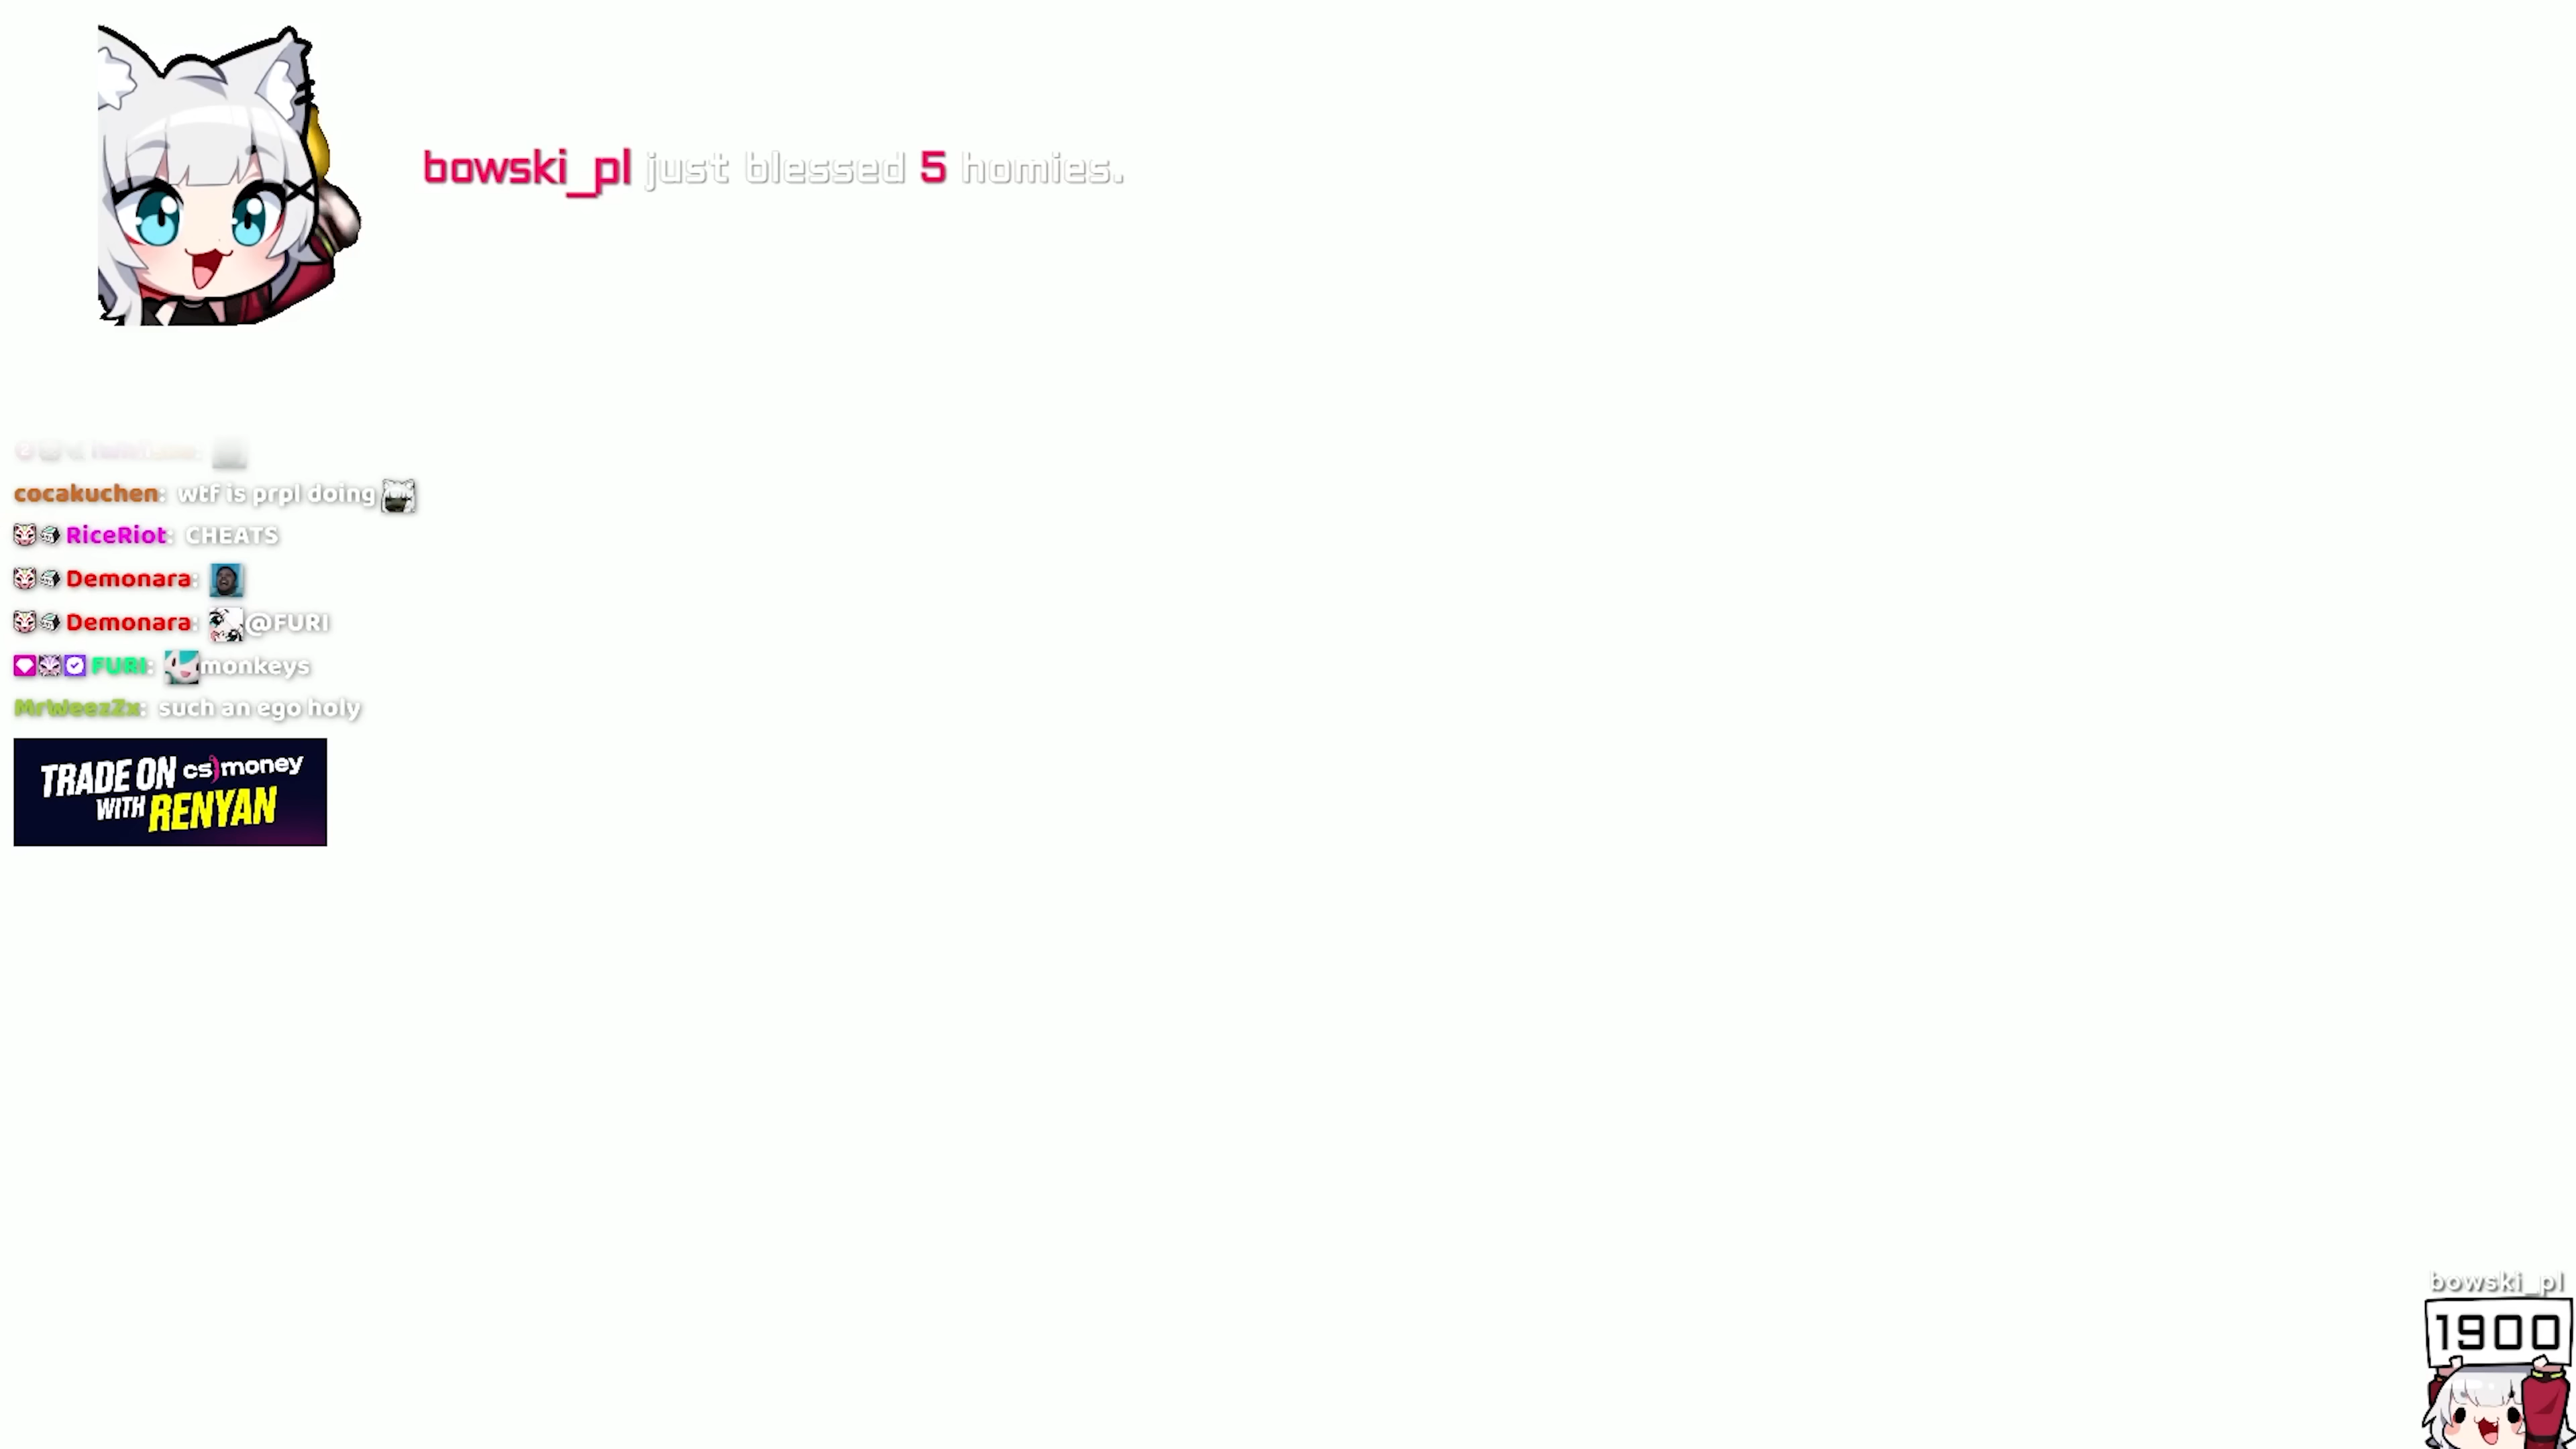 bowski_pl just blessed 5 homies.
cocakuchen: wtf is prpl doing
RiceRiot: CHEATS
Demonara:
Demonara: @FURI
FURI: monkeys
MrWeezZx: such an ego holy
TRADE ON cs)money
WITH RENYAN
bowski_pl
1900